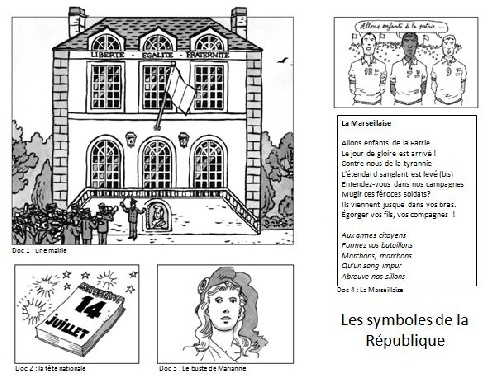 LIBERTE - EGALITE - FRATERNITE
Doc 1 : une mairie
14
JUILLET
Doc 2 : la fête nationale
Doc 3 : Le buste de Marianne
Allons enfants de la patrie...
La Marseillaise
Allons enfants de la Patrie
Le jour de gloire est arrivé !
Contre nous de la tyrannie
L'étendard sanglant est levé (bis)
Entendez-vous dans nos campagnes
Mugir ces féroces soldats?
Ils viennent jusque dans vos bras.
Égorger vos fils, vos compagnes !
Aux armes citoyens
Formez vos bataillons
Marchons, marchons
Qu'un sang impur
Abreuve nos sillons
Doc 4 : La Marseillaise
Les symboles de la
République